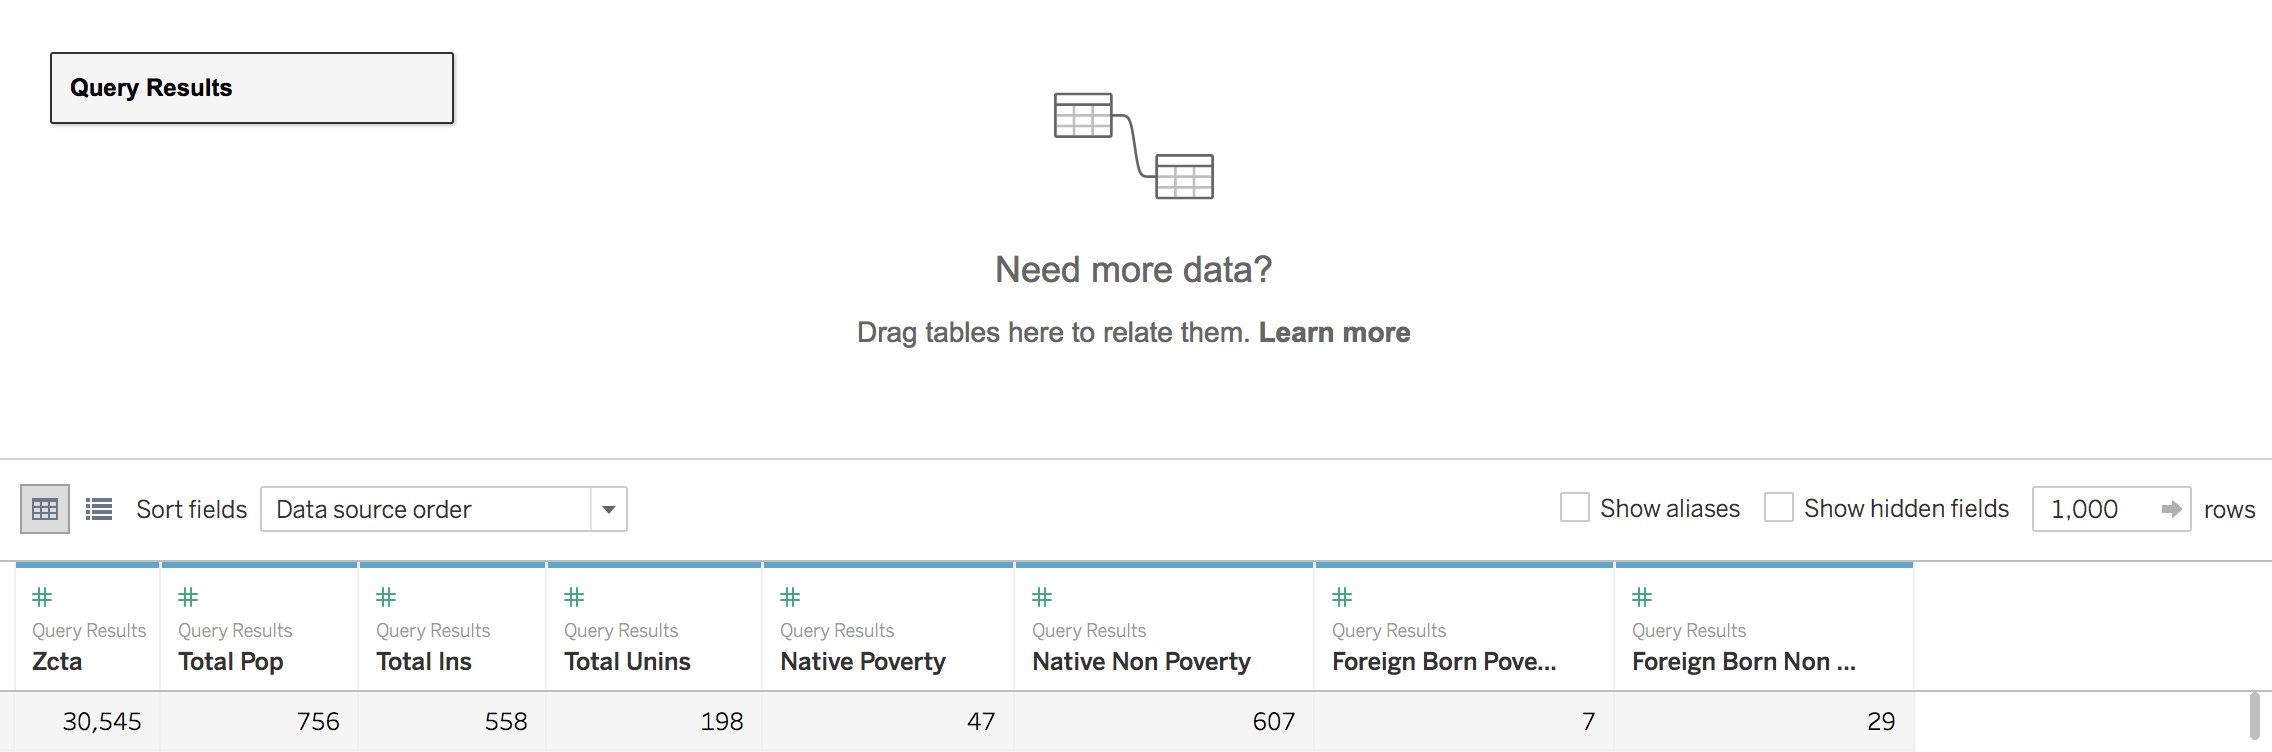 Query Results
Need more data?
Drag tables here to relate them. Learn more
Sort fields Data source order Show aliases Show hidden fields 1,000 rows
Query Results Query Results Query Results Query Results Query Results Query Results Query Results Query Results
Zcta Total Pop Total Ins Total Unins Native Poverty Native Non Poverty Foreign Born Pove... Foreign Born Non ...
30,545 756 558 198 47 607 7 29